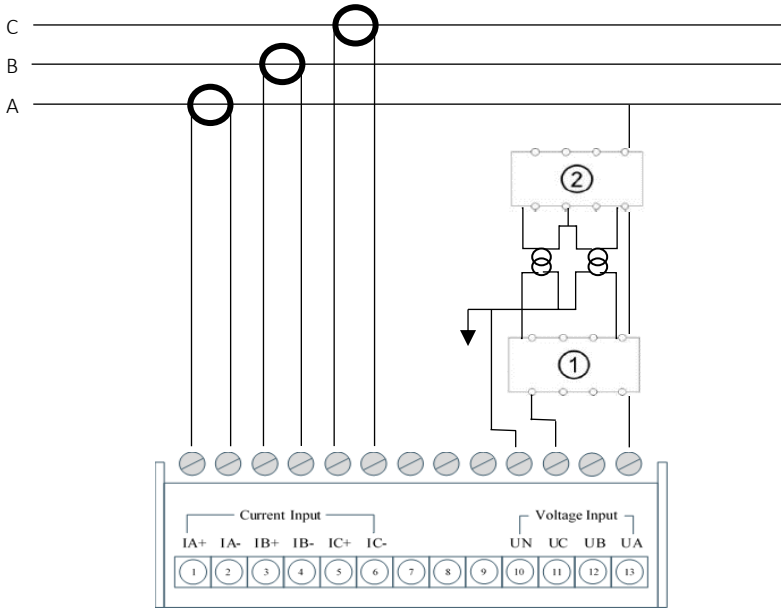 C
B
A
②
①
Current Input Voltage Input
IA+ IA- IB+ IB- IC+ IC- UN UC UB UA
1 2 3 4 5 6 7 8 9 10 11 12 13